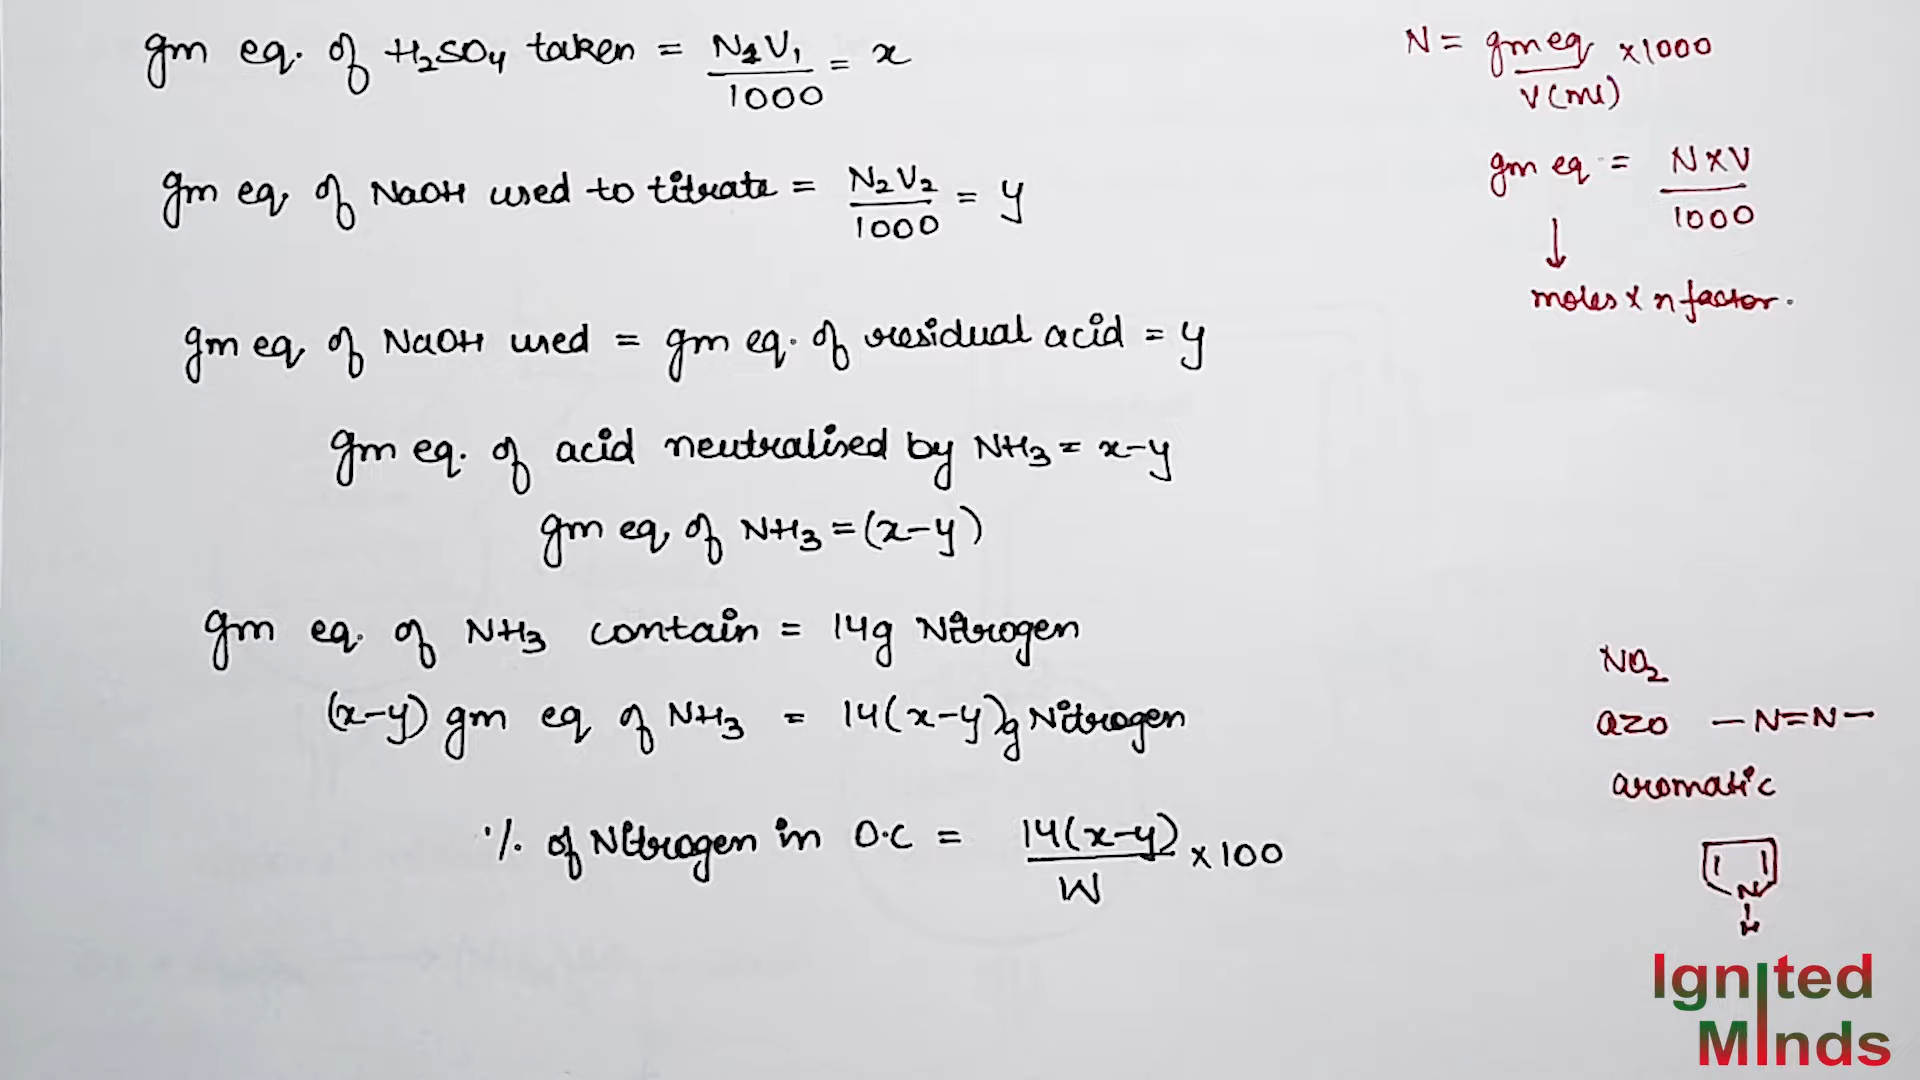 gm eq. of H₂SO₄ taken = N₁V₁/1000 = x
gm eq of NaOH used to titrate = N₂V₂/1000 = y
gm eq of NaOH used = gm eq. of residual acid = y
gm eq. of acid neutralised by NH₃ = x-y
gm eq of NH₃ = (x-y)
gm eq. of NH₃ contain = 14g Nitrogen
(x-y) gm eq of NH₃ = 14(x-y)g Nitrogen
% of Nitrogen in O.C = 14(x-y)/W × 100
N = gm eq/V(ml) ×1000
gm eq = N×V/1000
↓
moles × n factor.
NO₂
azo —N=N—
aromatic
N
H
Ignited
Minds